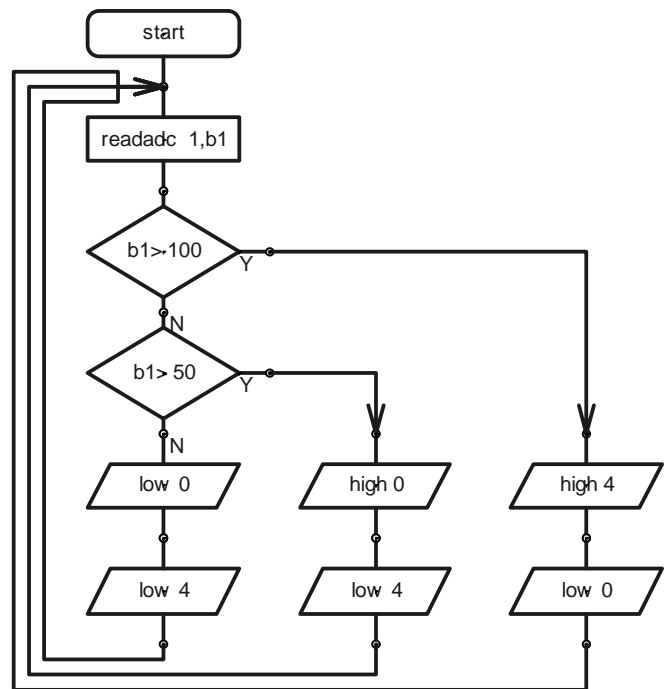 start
readadc 1,b1
b1> 100
Y
N
b1> 50
Y
N
low 0
high 0
high 4
low 4
low 4
low 0